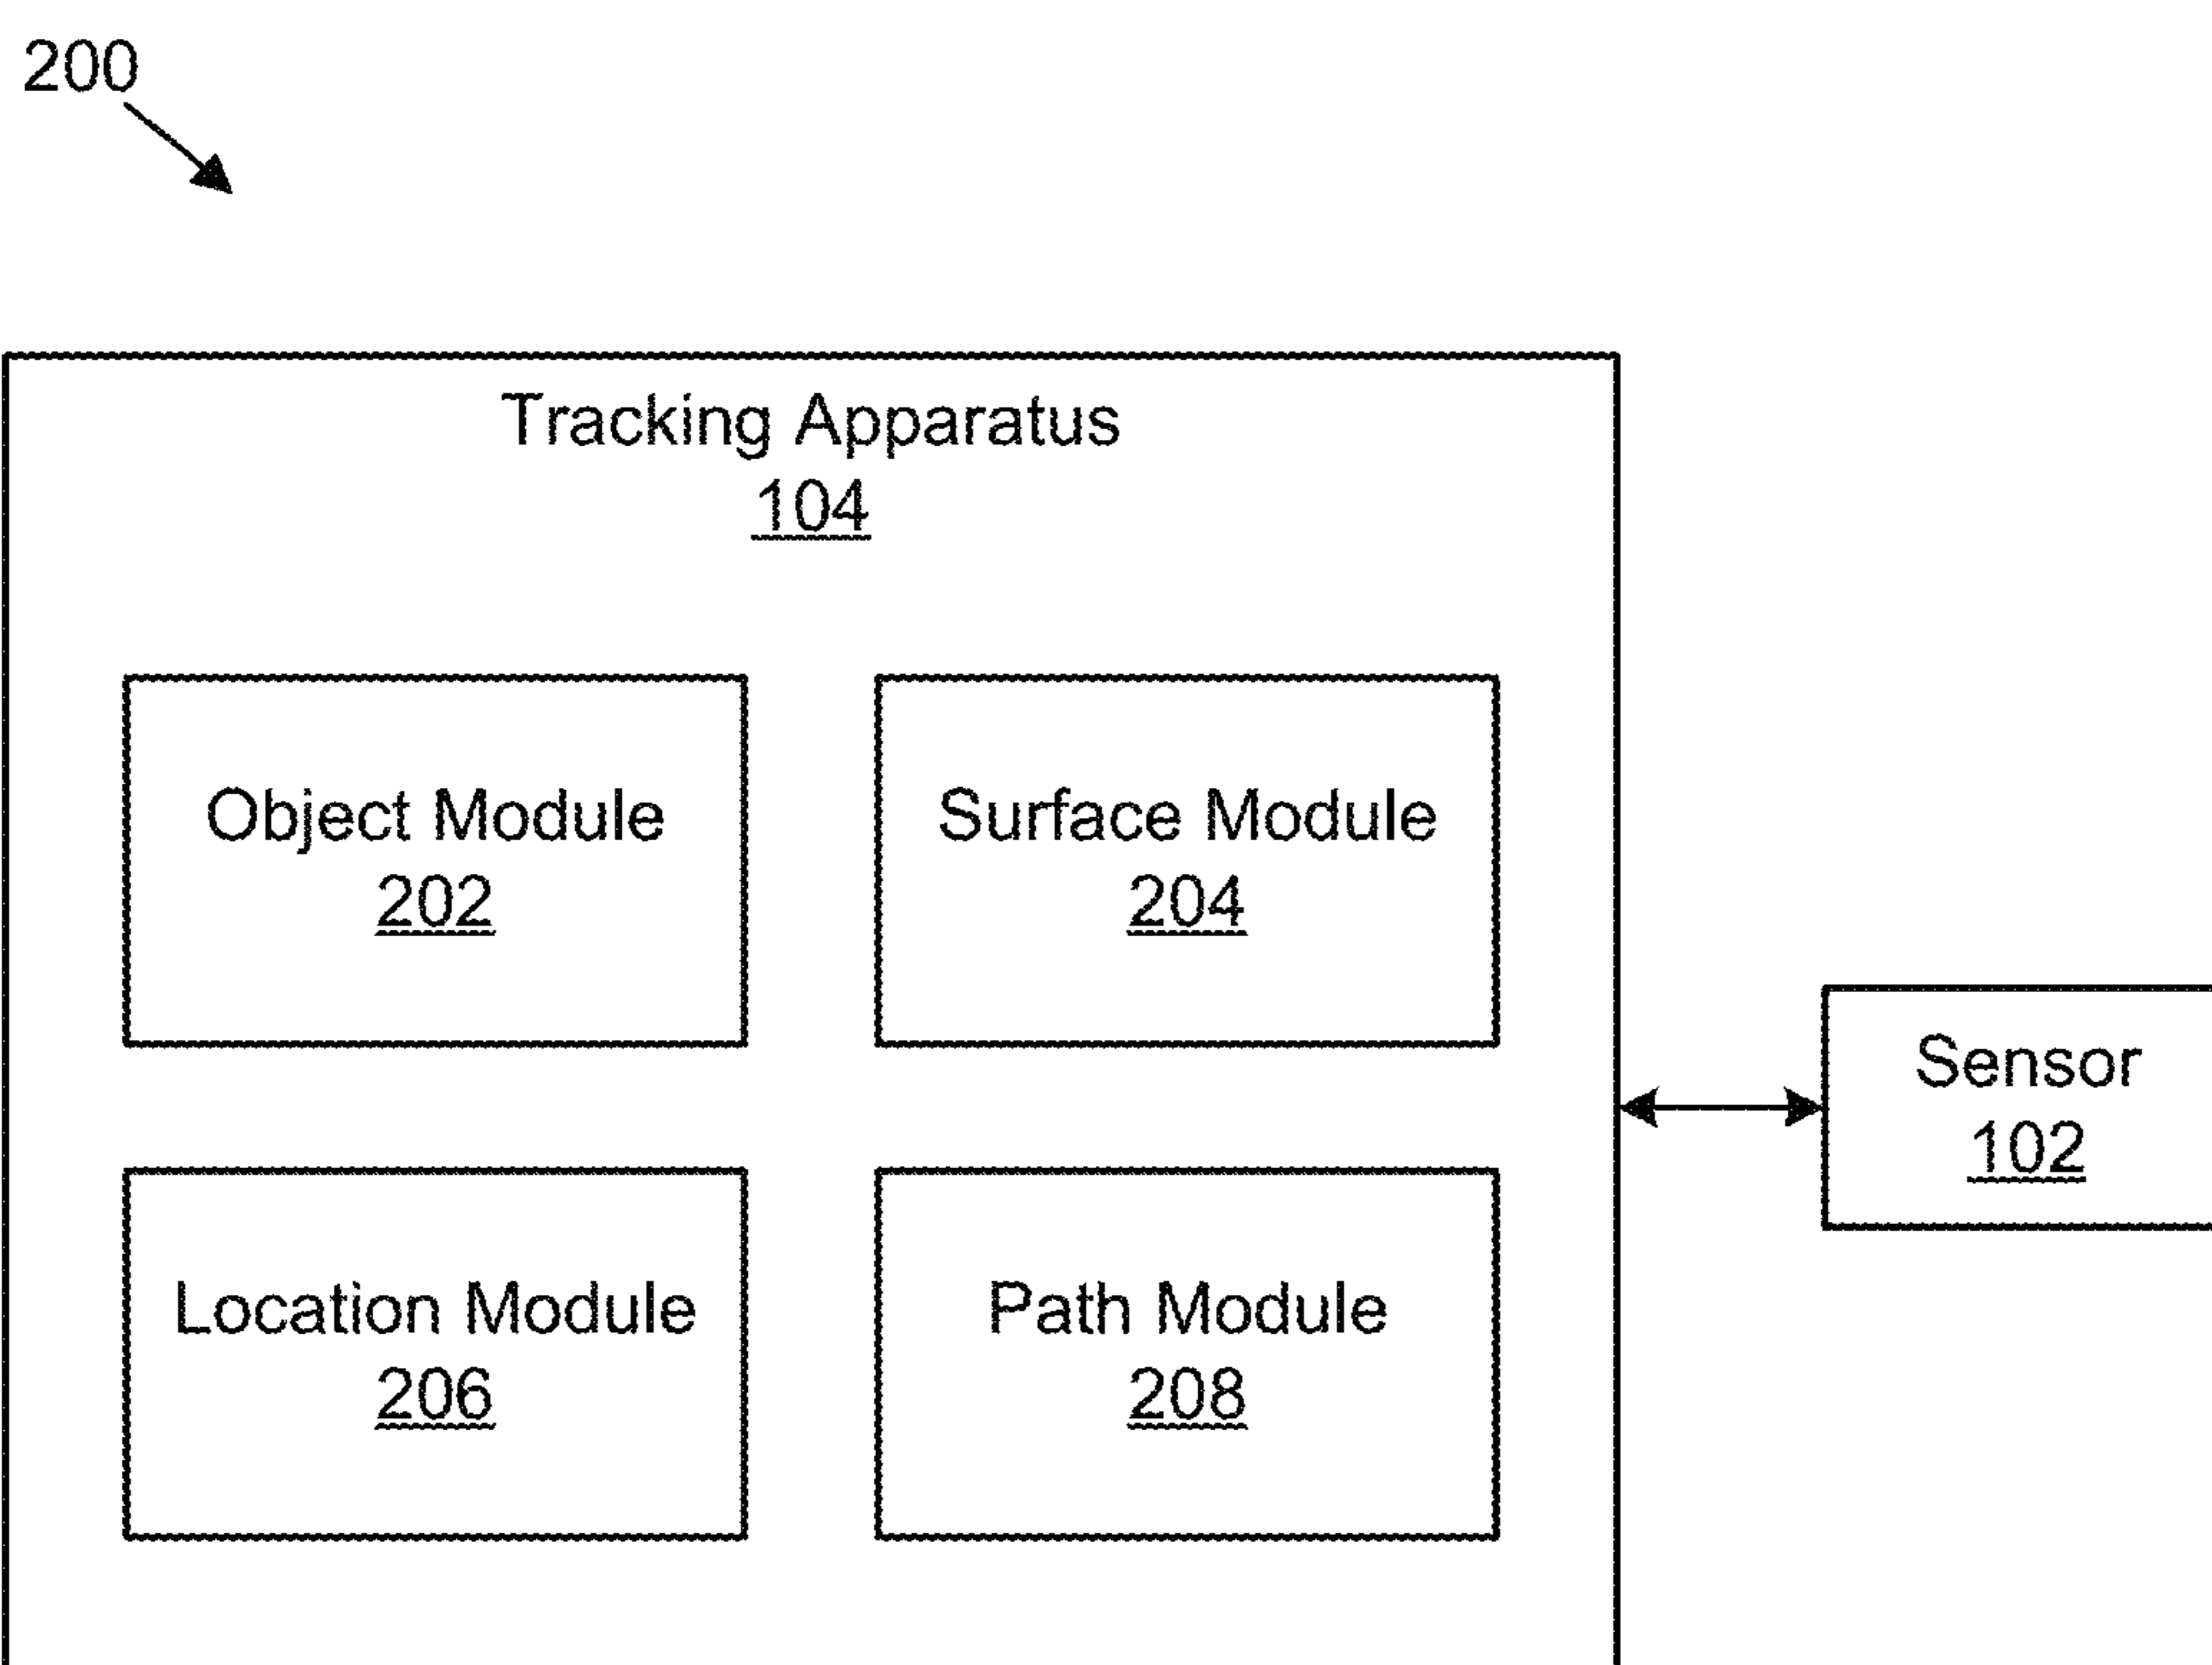 200
Tracking Apparatus
104
Object Module
202
Surface Module
204
Sensor
102
Location Module
206
Path Module
208